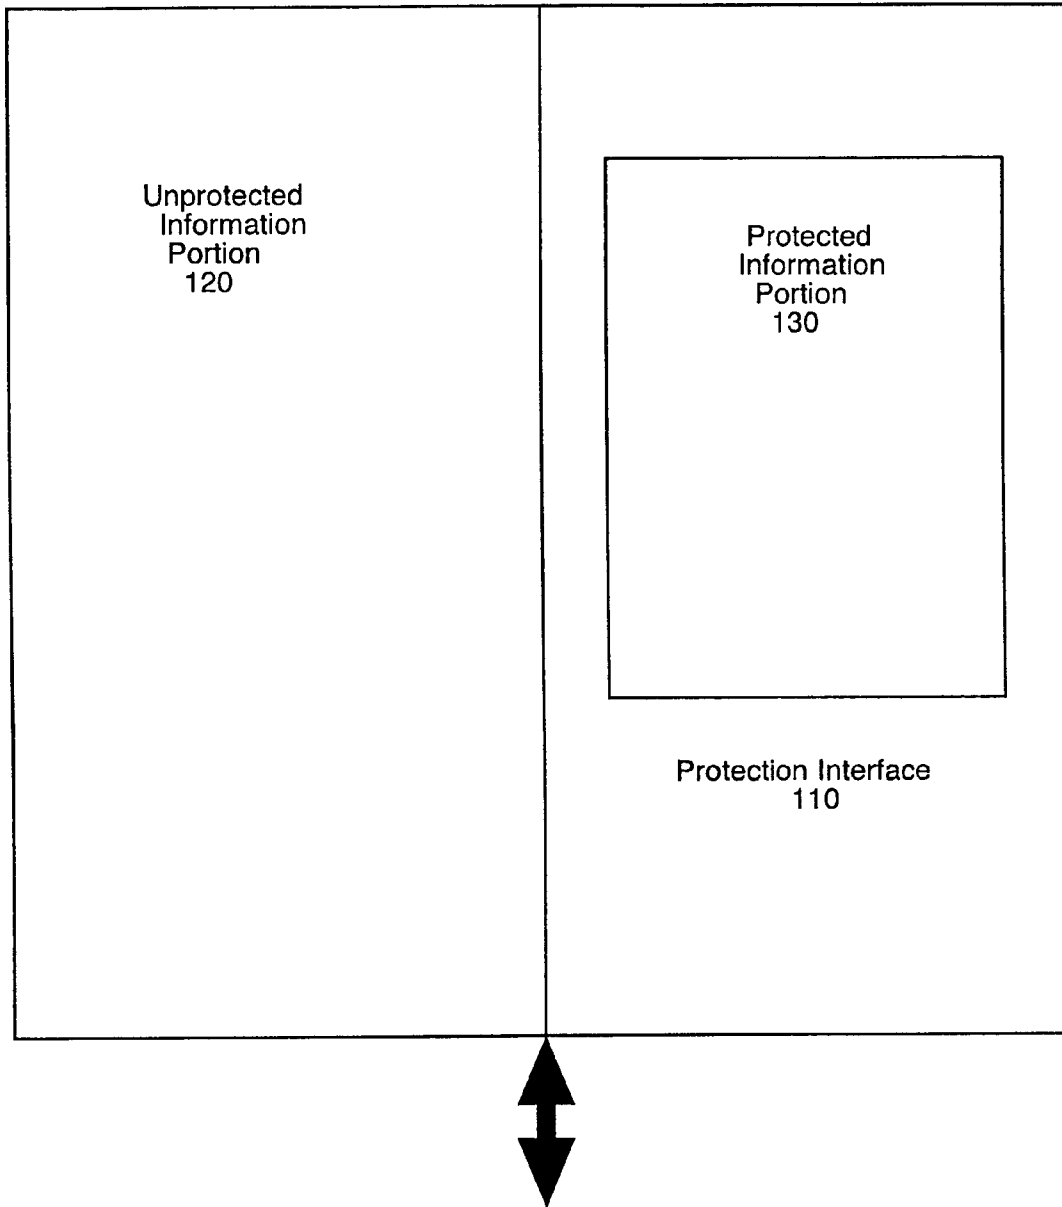 Unprotected
Information
Portion
120
Protected
Information
Portion
130
Protection Interface
110